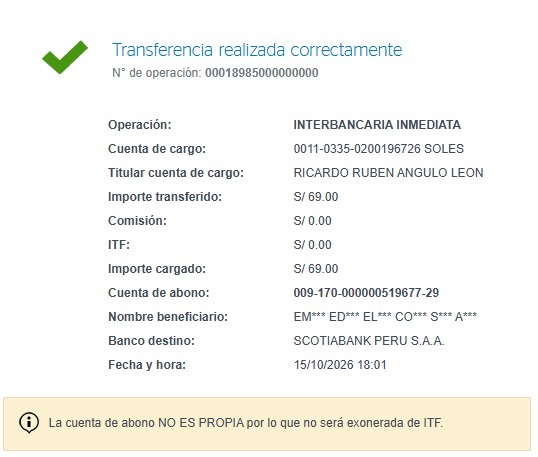 Transferencia realizada correctamente
N° de operación: 00018985000000000
Operación: INTERBANCARIA INMEDIATA
Cuenta de cargo: 0011-0335-0200196726 SOLES
Titular cuenta de cargo: RICARDO RUBEN ANGULO LEON
Importe transferido: S/ 69.00
Comisión: S/ 0.00
ITF: S/ 0.00
Importe cargado: S/ 69.00
Cuenta de abono: 009-170-000000519677-29
Nombre beneficiario: EM*** ED*** EL*** CO*** S*** A***
Banco destino: SCOTIABANK PERU S.A.A.
Fecha y hora: 15/10/2026 18:01
La cuenta de abono NO ES PROPIA por lo que no será exonerada de ITF.